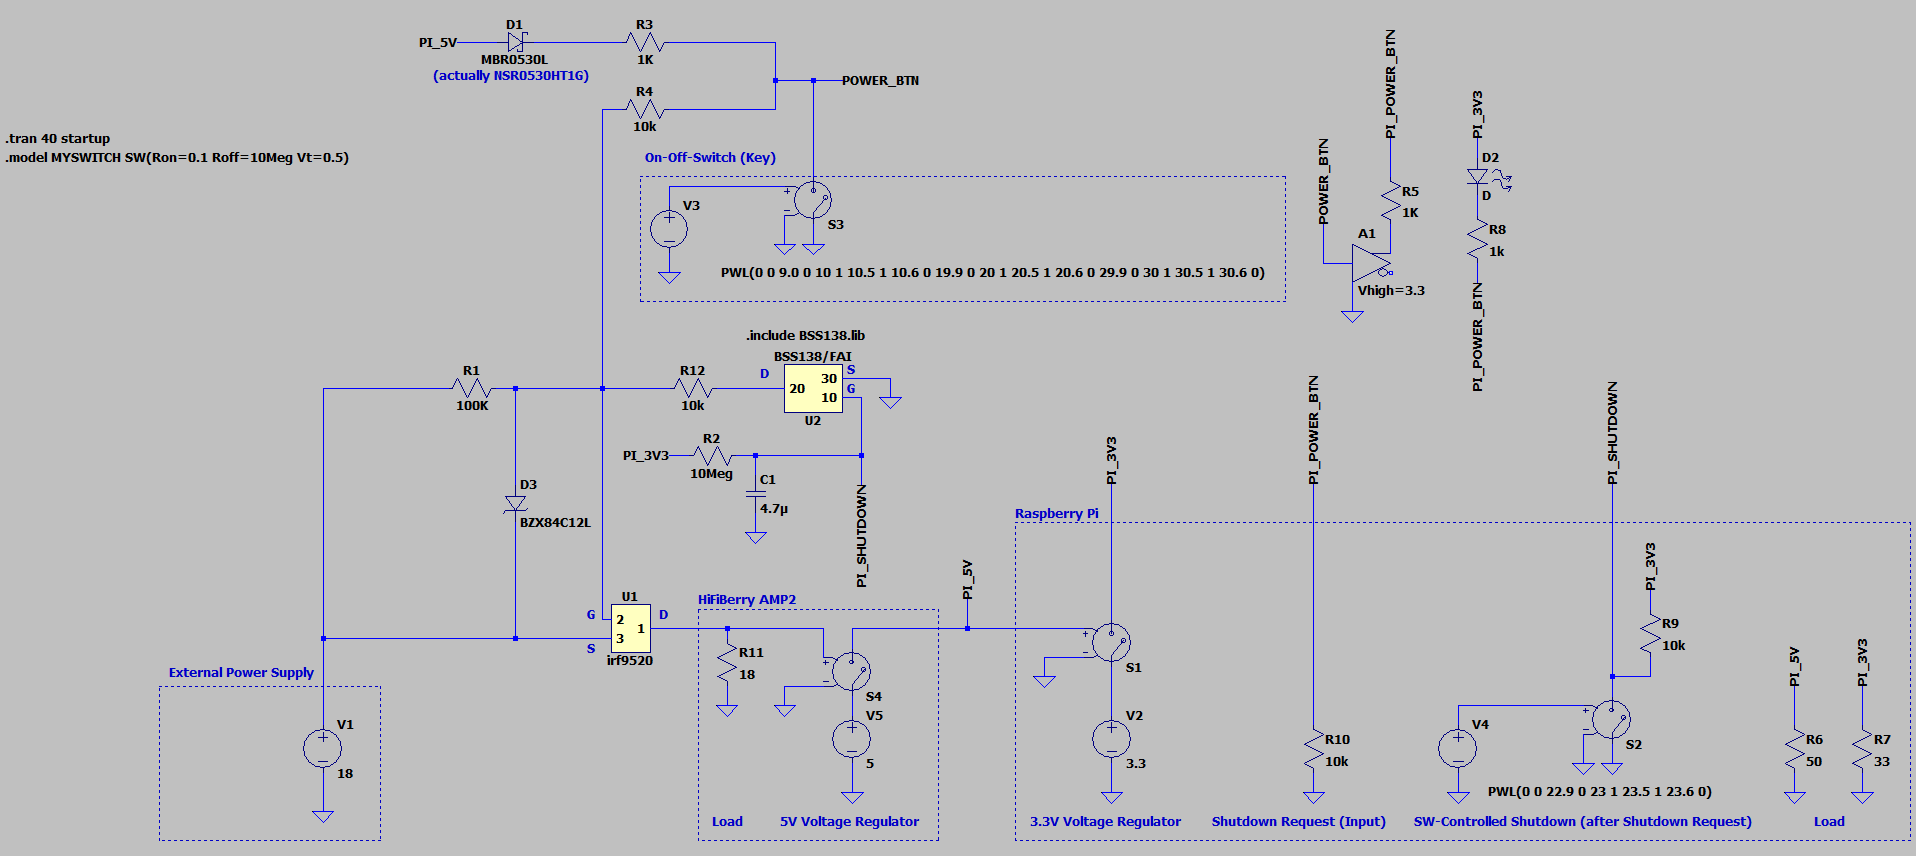 D1
PI_5V
MBR0530L
(actually NSR0530HT1G)
R3
1K
POWER_BTN
R4
10k
.tran 40 startup
.model MYSWITCH SW(Ron=0.1 Roff=10Meg Vt=0.5)
On-Off-Switch (Key)
V3
S3
PWL(0 0 9.0 0 10 1 10.5 1 10.6 0 19.9 0 20 1 20.5 1 20.6 0 29.9 0 30 1 30.5 1 30.6 0)
POWER_BTN
PI_POWER_BTN
R5
1K
A1
Vhigh=3.3
PI_3V3
D2
D
R8
1k
PI_POWER_BTN
.include BSS138.lib
BSS138/FAI
D
20
30
10
S
G
U2
R1
100K
R12
10k
PI_3V3
R2
10Meg
C1
4.7µ
PI_SHUTDOWN
D3
BZX84C12L
U1
G
2
3
1
D
S
irf9520
External Power Supply
V1
18
HiFiBerry AMP2
R11
18
S4
V5
5
Load
5V Voltage Regulator
PI_5V
Raspberry Pi
PI_3V3
S1
V2
3.3
3.3V Voltage Regulator
PI_POWER_BTN
R10
10k
Shutdown Request (Input)
PI_SHUTDOWN
PI_3V3
R9
10k
V4
S2
PWL(0 0 22.9 0 23 1 23.5 1 23.6 0)
SW-Controlled Shutdown (after Shutdown Request)
PI_5V
R6
50
PI_3V3
R7
33
Load